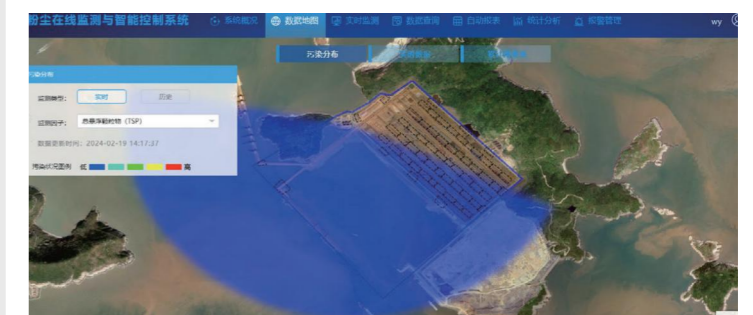 粉尘在线监测与智能控制系统 系统概况 数据地图 实时监测 数据查询 自动报表 统计分析 报警管理 wy
污染分布
污染分布
监测类型： 实时 历史
监测因子： 总悬浮颗粒物（TSP）
数据更新时间：2024-02-19 14:17:37
污染状况图例 低 高